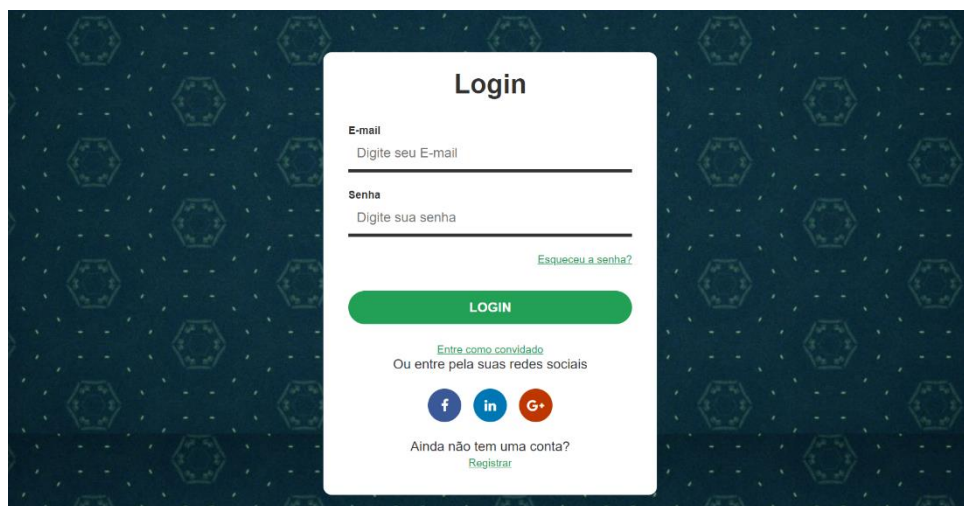 Login
E-mail
Digite seu E-mail
Senha
Digite sua senha
Esqueceu a senha?
LOGIN
Entre como convidado
Ou entre pela suas redes sociais
f in G+
Ainda não tem uma conta?
Registrar